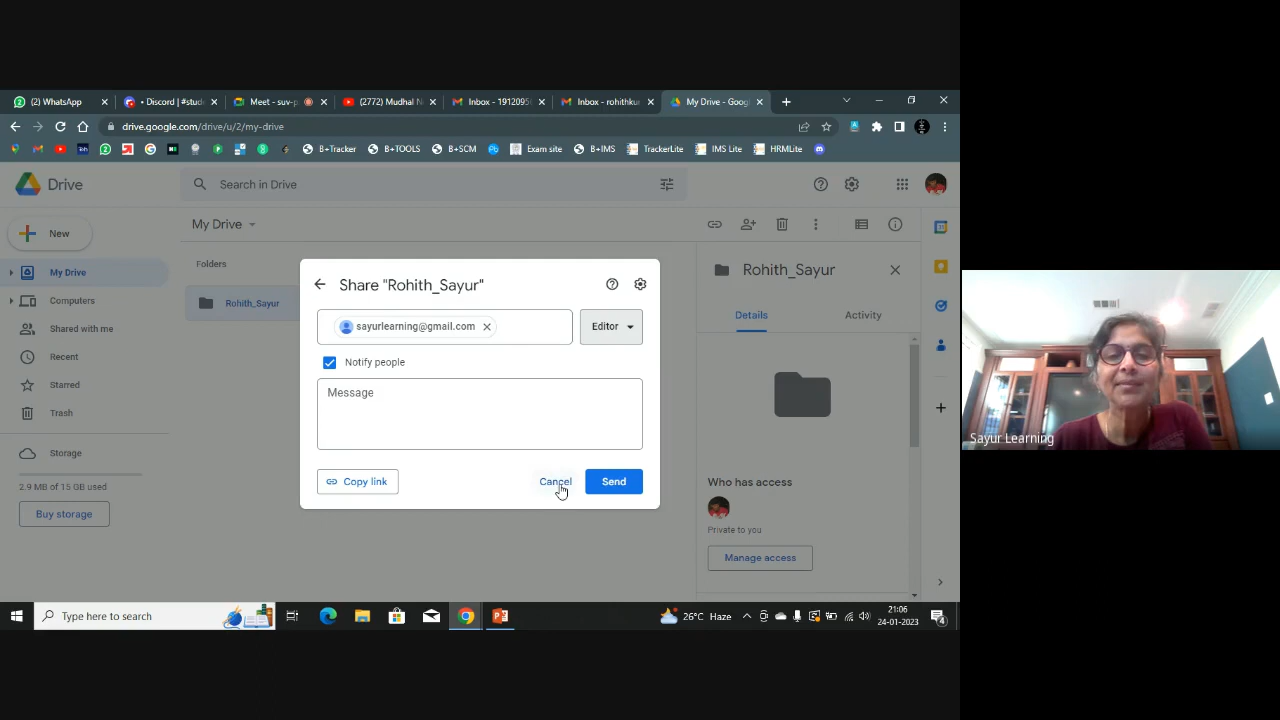 (2) WhatsApp
• Discord | #stude
Meet - suv-p
(2772) Mudhal N
Inbox - 1912095
Inbox - rohithku
My Drive - Goog
drive.google.com/drive/u/2/my-drive
B+Tracker
B+TOOLS
B+SCM
Exam site
B+IMS
TrackerLite
IMS Lite
HRMLite
Drive
Search in Drive
New
My Drive
Computers
Shared with me
Recent
Starred
Trash
Storage
2.9 MB of 15 GB used
Buy storage
My Drive
Folders
Rohith_Sayur
Share "Rohith_Sayur"
sayurlearning@gmail.com
Editor
Notify people
Message
Copy link
Cancel
Send
Rohith_Sayur
Details
Activity
Who has access
Private to you
Manage access
Sayur Learning
Type here to search
26°C Haze
21:06
24-01-2023
4